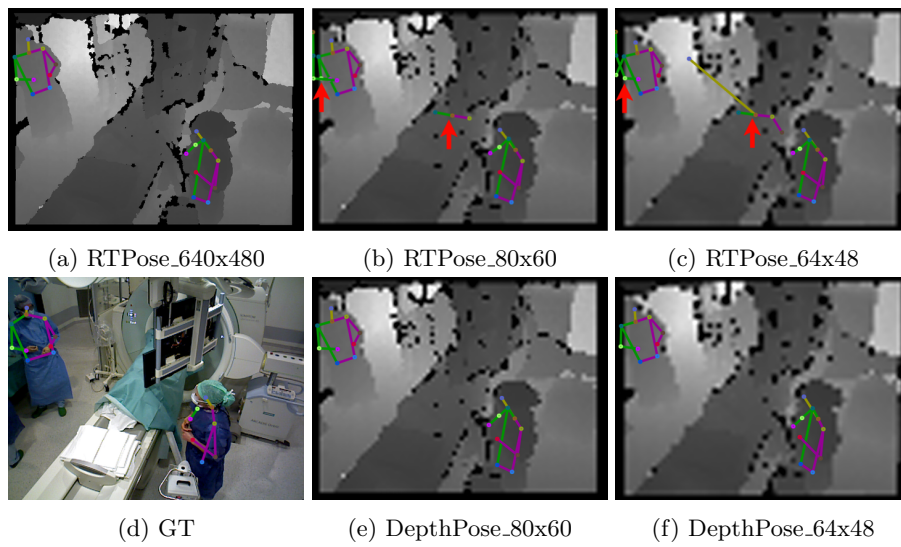 (a) RTPose_640x480
(b) RTPose_80x60
(c) RTPose_64x48
(d) GT
(e) DepthPose_80x60
(f) DepthPose_64x48